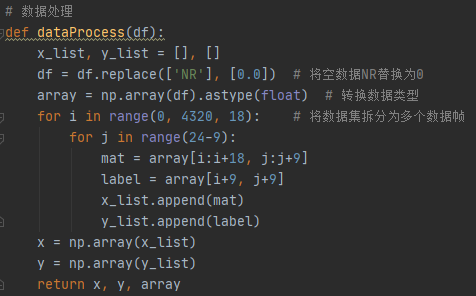 # 数据处理
def dataProcess(df):
    x_list, y_list = [], []
    df = df.replace(['NR'], [0.0])  # 将空数据NR替换为0
    array = np.array(df).astype(float)  # 转换数据类型
    for i in range(0, 4320, 18):    # 将数据集拆分为多个数据帧
        for j in range(24-9):
            mat = array[i:i+18, j:j+9]
            label = array[i+9, j+9]
            x_list.append(mat)
            y_list.append(label)
    x = np.array(x_list)
    y = np.array(y_list)
    return x, y, array